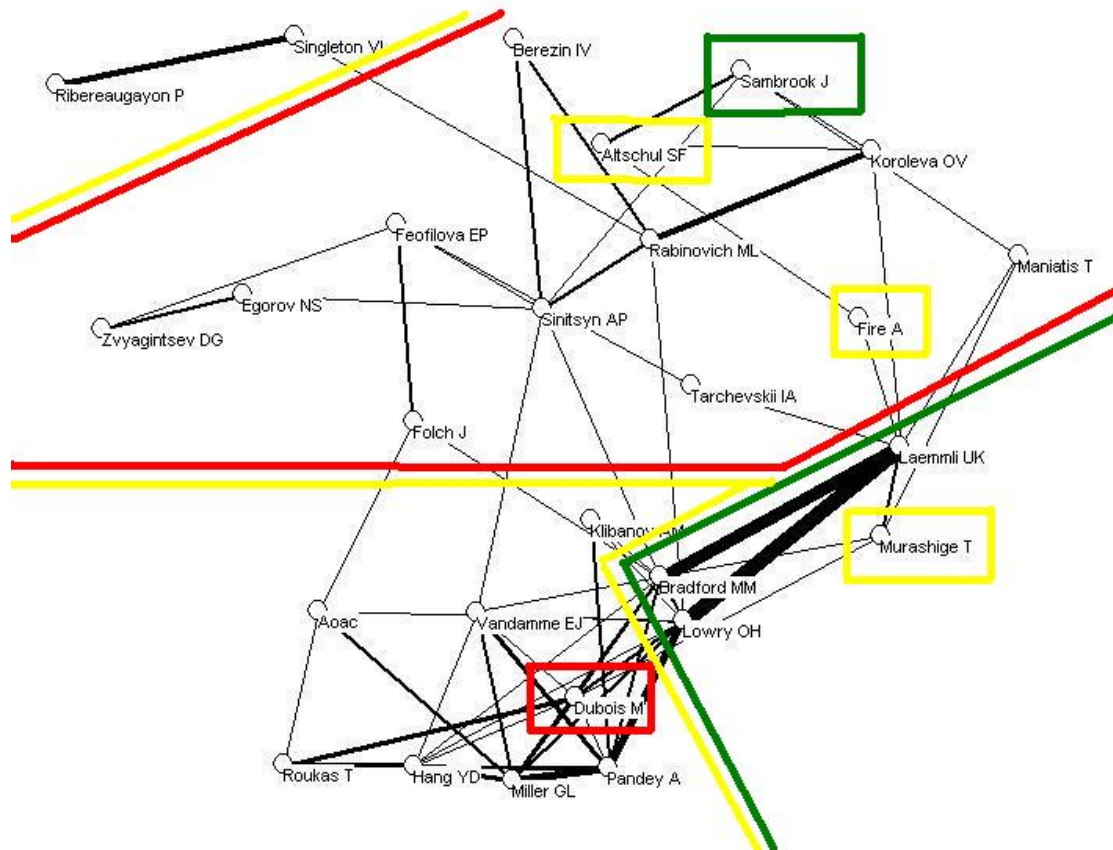 Singleton VL
Berezin IV
Ribereaugayon P
Sambrook J
Altschul SF
Koroleva OV
Feofilova EP
Rabinovich ML
Maniatis T
Egorov NS
Sinitsyn AP
Fire A
Zvyagintsev DG
Tarchevskii IA
Folch J
Laemmli UK
Klibanov AM
Murashige T
Bradford MM
Aoac
Vandamme EJ
Lowry OH
Dubois M
Roukas T
Hang YD
Miller GL
Pandey A